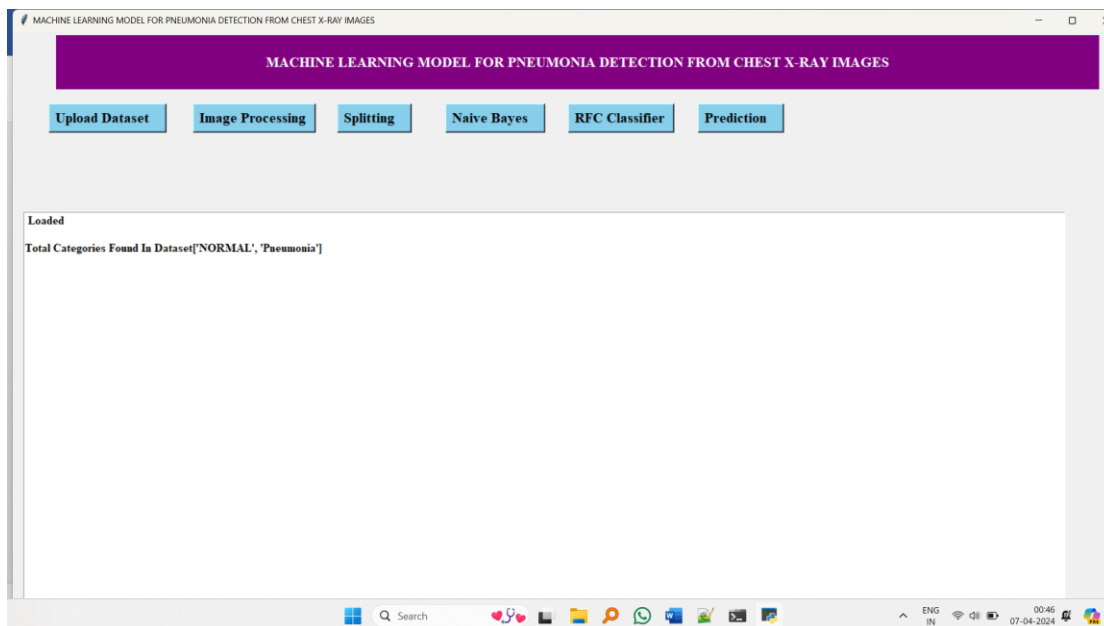 MACHINE LEARNING MODEL FOR PNEUMONIA DETECTION FROM CHEST X-RAY IMAGES
MACHINE LEARNING MODEL FOR PNEUMONIA DETECTION FROM CHEST X-RAY IMAGES
Upload Dataset Image Processing Splitting Naive Bayes RFC Classifier Prediction
Loaded
Total Categories Found In Dataset['NORMAL', 'Pneumonia']
Search
ENG 00:46
IN 07-04-2024